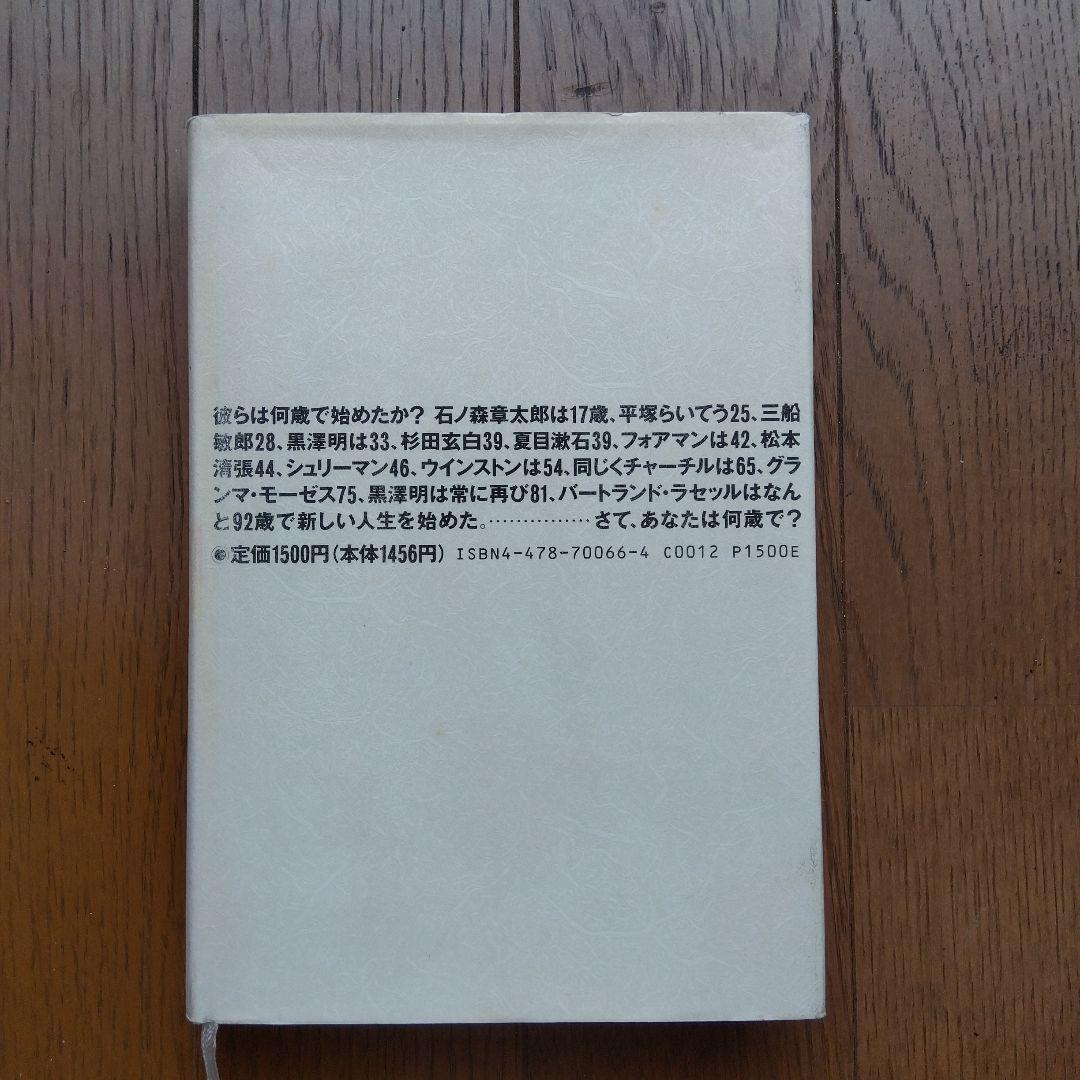 彼らは何歳で始めたか? 石ノ森章太郎は17歳、平塚らいてう25、三船
敏郎28、黒澤明は33、杉田玄白39、夏目漱石39、フォアマンは42、松本
清張44、シュリーマン46、ウインストンは54、同じくチャーチルは65、グラ
ンマ・モーゼス75、黒澤明は常に再び81、バートランド・ラセッルはなん
と92歳で新しい人生を始めた。……………さて、あなたは何歳で?
●定価1500円(本体1456円) ISBN4-478-70066-4 C0012 P1500E